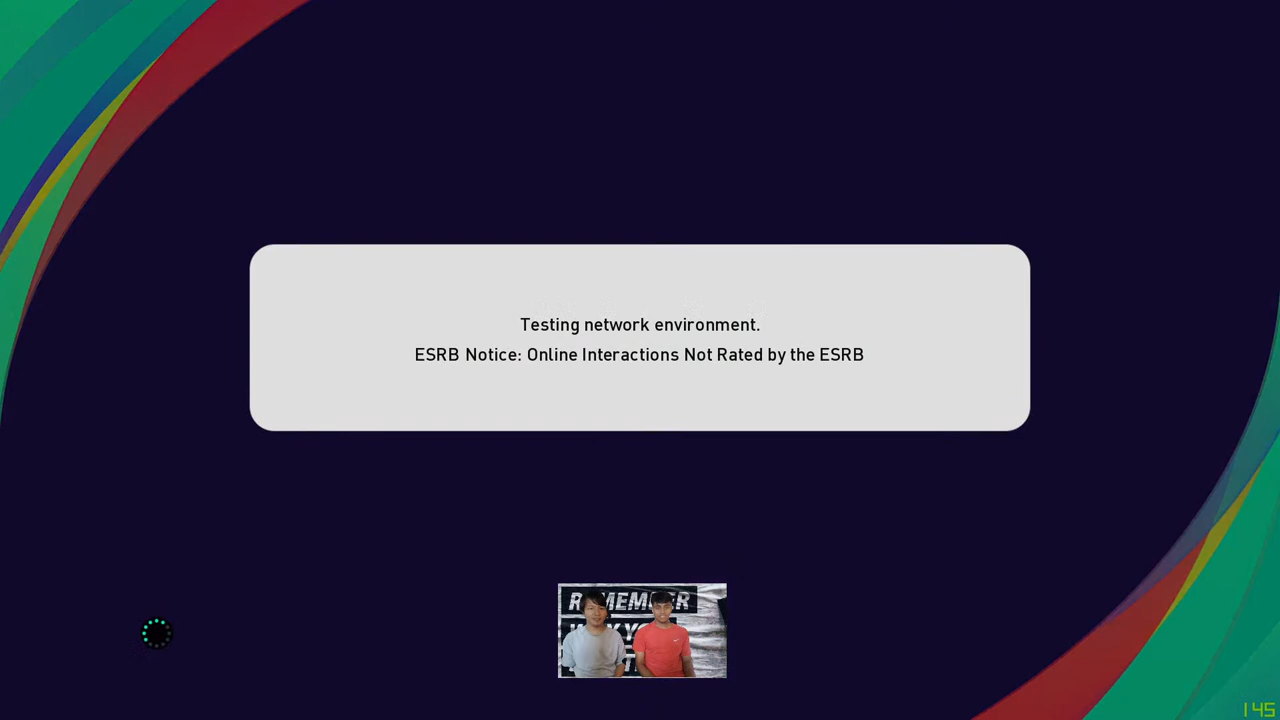 Testing network environment.
ESRB Notice: Online Interactions Not Rated by the ESRB
145